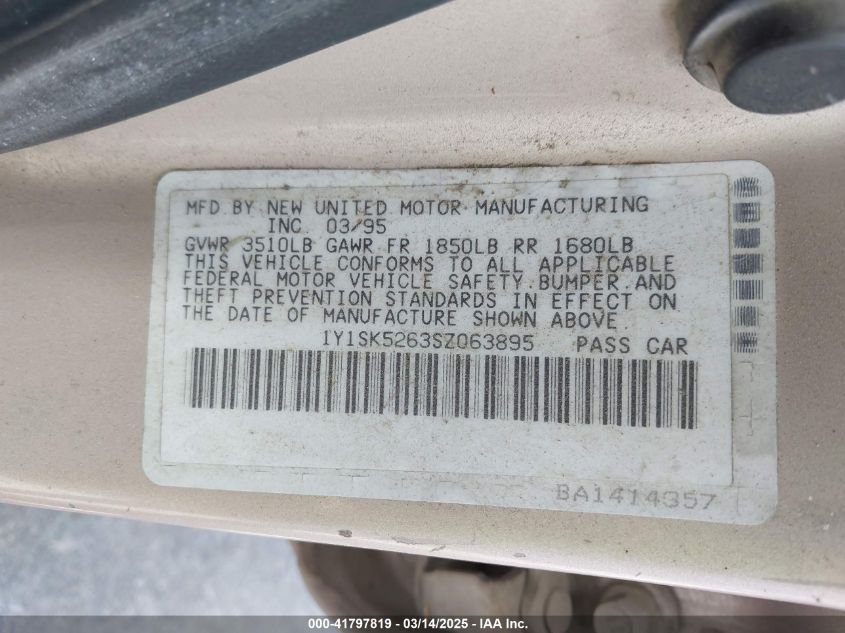 MFD BY NEW UNITED MOTOR MANUFACTURING
INC. 03/95
GVWR 3510LB GAWR FR 1850LB RR 1680LB
THIS VEHICLE CONFORMS TO ALL APPLICABLE
FEDERAL MOTOR VEHICLE SAFETY.BUMPER.AND
THEFT PREVENTION STANDARDS IN EFFECT ON
THE DATE OF MANUFACTURE SHOWN ABOVE
1Y1SK5263SZ063895 PASS CAR
BA1414357
000-41797819 - 03/14/2025 - IAA Inc.